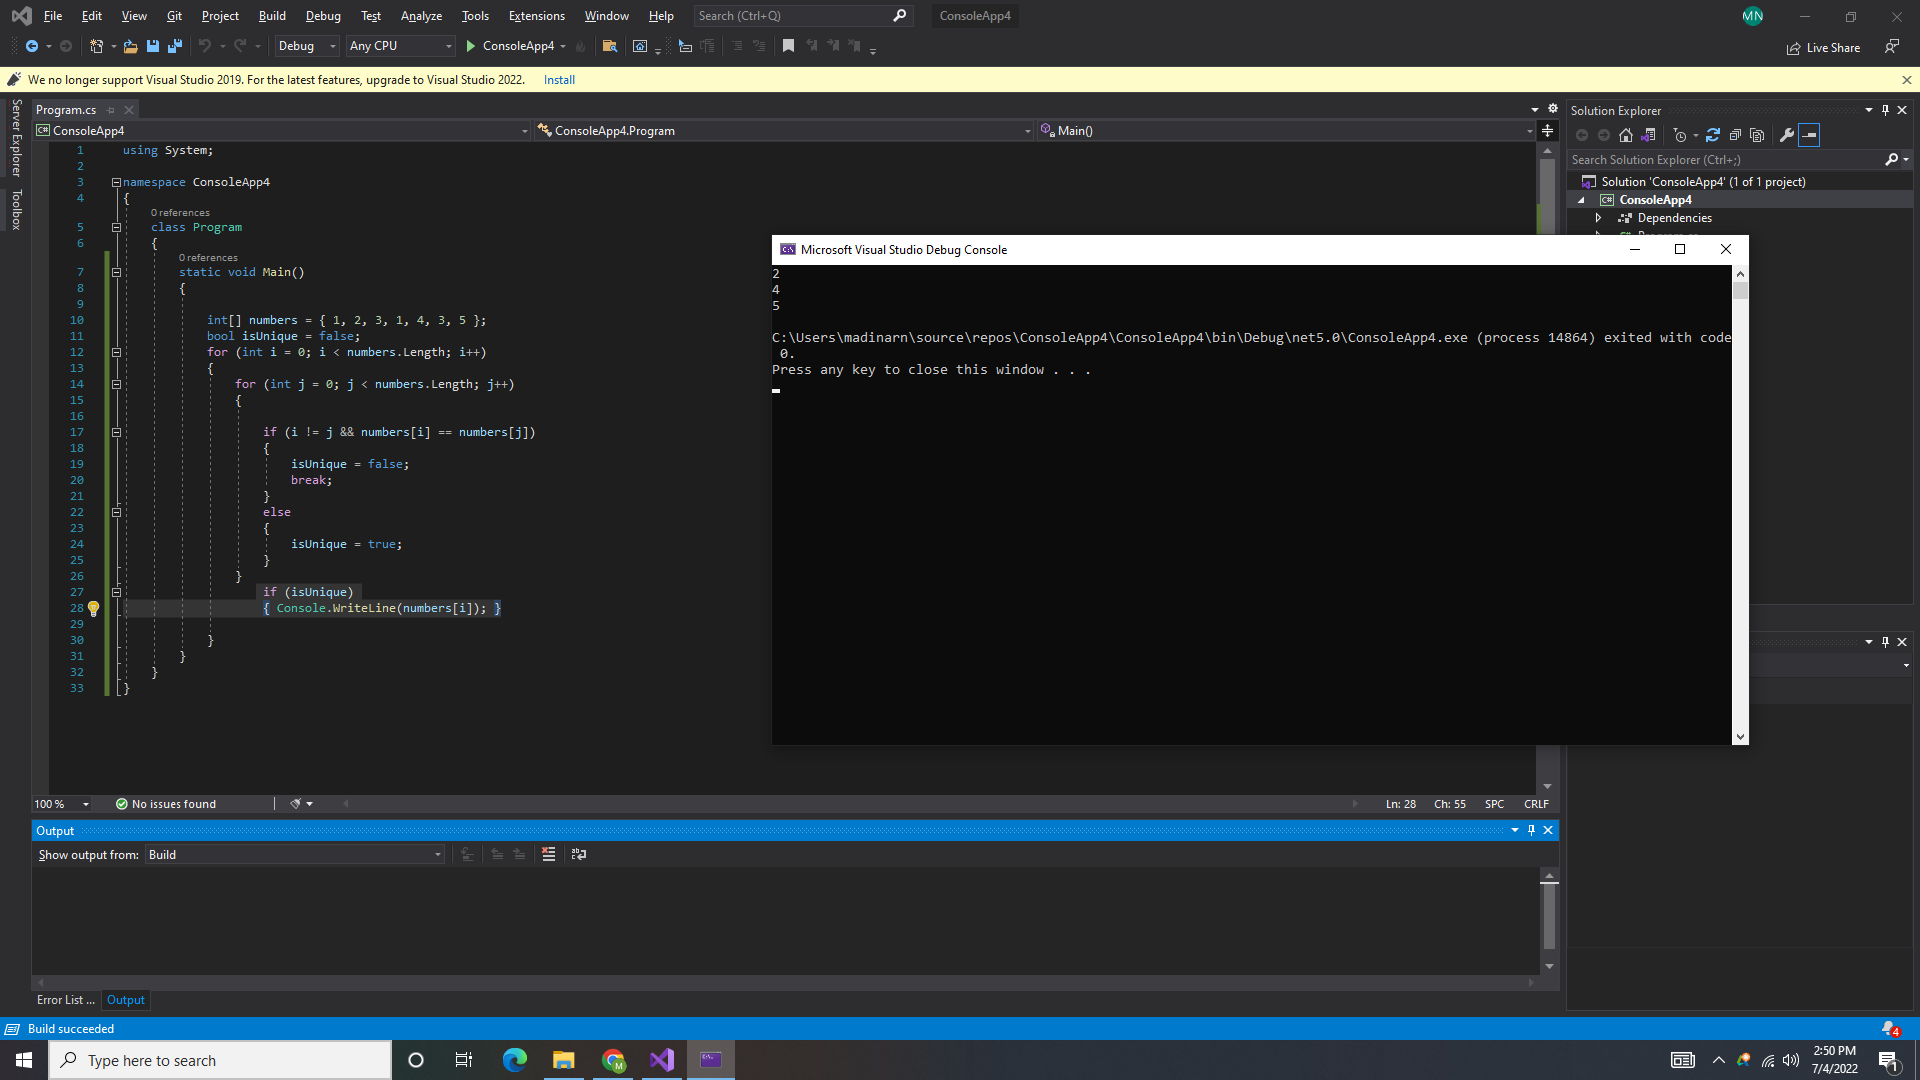 File Edit View Git Project Build Debug Test Analyze Tools Extensions Window Help Search (Ctrl+Q) ConsoleApp4 MN
Debug Any CPU ConsoleApp4 Live Share
We no longer support Visual Studio 2019. For the latest features, upgrade to Visual Studio 2022. Install
Server Explorer
Toolbox
Program.cs
ConsoleApp4 ConsoleApp4.Program Main()
1 using System;
2
3 namespace ConsoleApp4
4 {
0 references
5 class Program
6 {
0 references
7 static void Main()
8 {
9
10 int[] numbers = { 1, 2, 3, 1, 4, 3, 5 };
11 bool isUnique = false;
12 for (int i = 0; i < numbers.Length; i++)
13 {
14 for (int j = 0; j < numbers.Length; j++)
15 {
16
17 if (i != j && numbers[i] == numbers[j])
18 {
19 isUnique = false;
20 break;
21 }
22 else
23 {
24 isUnique = true;
25 }
26 }
27 if (isUnique)
28 { Console.WriteLine(numbers[i]); }
29
30 }
31 }
32 }
33 }
Microsoft Visual Studio Debug Console
2
4
5
C:\Users\madinarn\source\repos\ConsoleApp4\ConsoleApp4\bin\Debug\net5.0\ConsoleApp4.exe (process 14864) exited with code
0.
Press any key to close this window . . .
Solution Explorer
Search Solution Explorer (Ctrl+;)
Solution 'ConsoleApp4' (1 of 1 project)
ConsoleApp4
Dependencies
100 % No issues found Ln: 28 Ch: 55 SPC CRLF
Output
Show output from: Build
Error List ... Output
Build succeeded 4
Type here to search
2:50 PM
7/4/2022
1